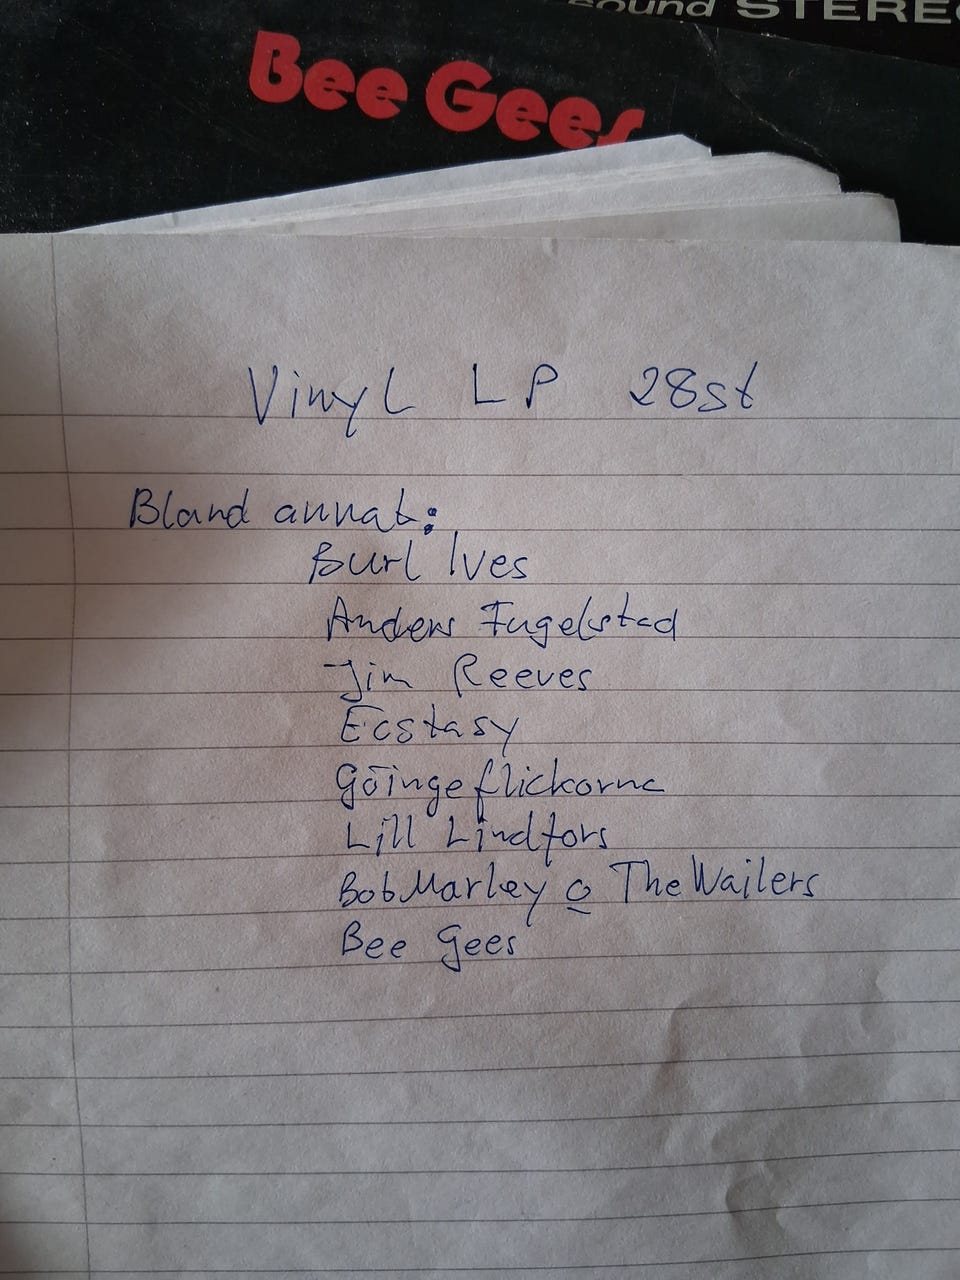 sound STEREO
Bee Gees
Vinyl LP 28st
Bland annat:
Burl Ives
Anders Fugelstad
Jim Reeves
Ecstasy
Göingeflickorna
Lill Lindfors
Bob Marley o The Wailers
Bee Gees